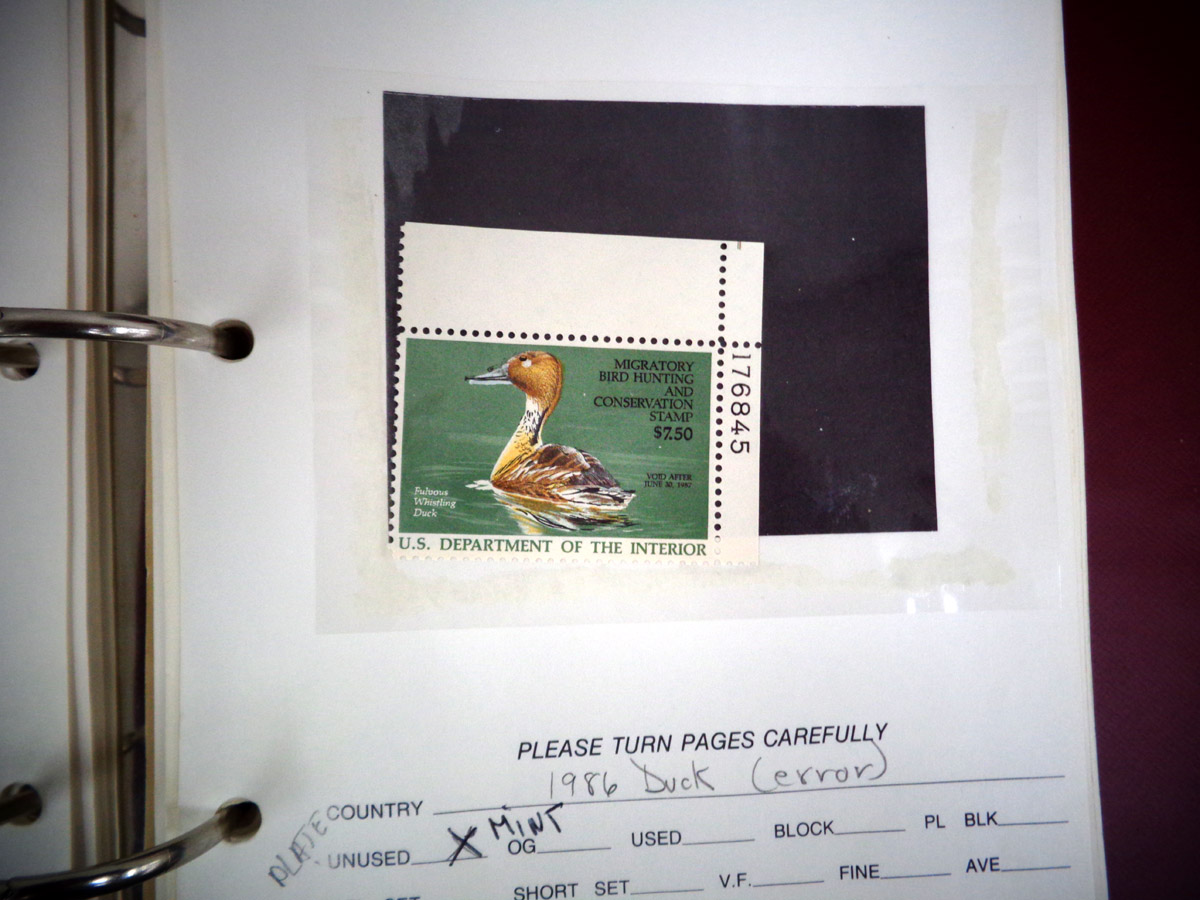 MIGRATORY
BIRD HUNTING
AND
CONSERVATION
STAMP
$7.50
VOID AFTER
JUNE 30, 1987
Fulvous
Whistling
Duck
U.S. DEPARTMENT OF THE INTERIOR
176845
PLEASE TURN PAGES CAREFULLY
1986 Duck (error)
COUNTRY
PLATE
UNUSED X MINT OG USED BLOCK PL BLK
SHORT SET V.F. FINE AVE